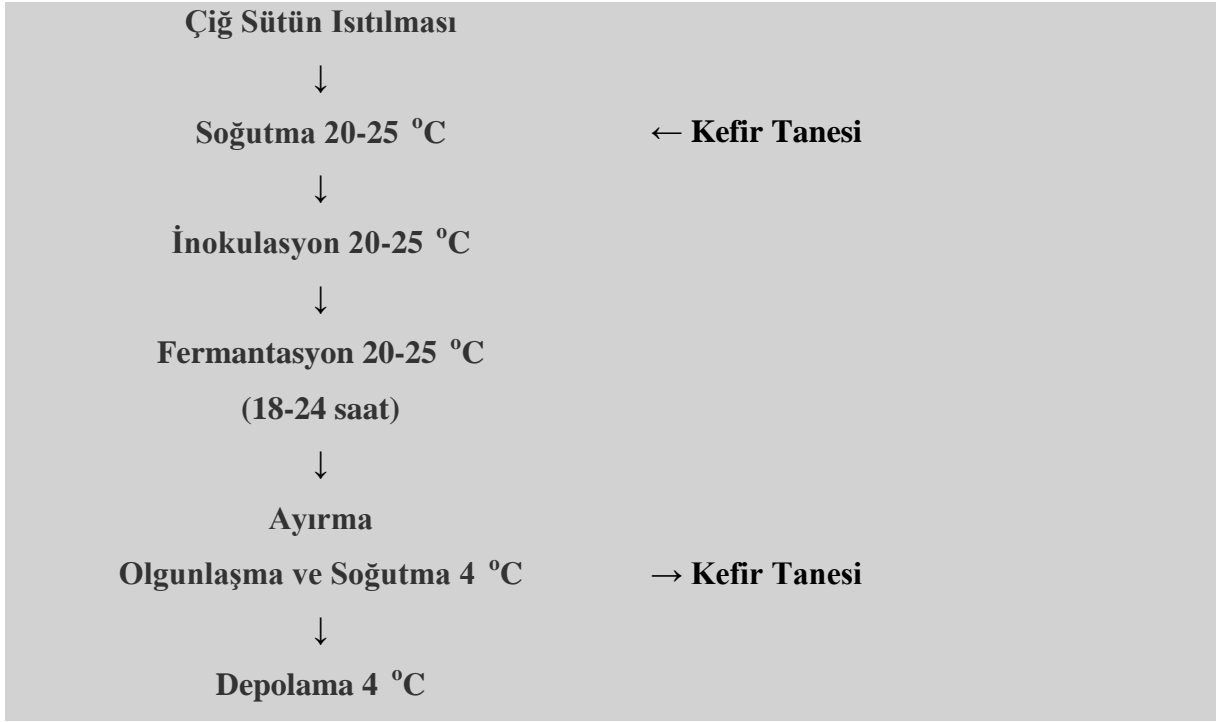 Çiğ Sütün Isıtılması
↓
Soğutma 20-25 °C ← Kefir Tanesi
↓
İnokulasyon 20-25 °C
↓
Fermantasyon 20-25 °C
(18-24 saat)
↓
Ayırma
Olgunlaşma ve Soğutma 4 °C → Kefir Tanesi
↓
Depolama 4 °C